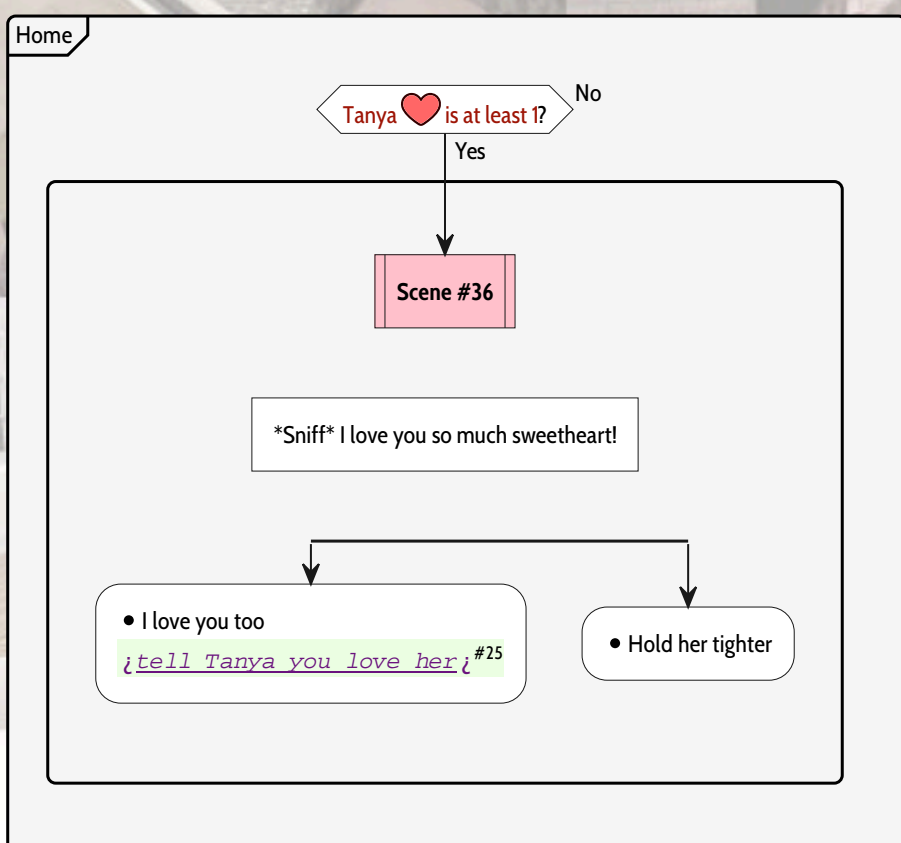 Home
Tanya ❤ is at least 1?
No
Yes
Scene #36
*Sniff* I love you so much sweetheart!
• I love you too
¿tell Tanya you love her¿#25
• Hold her tighter